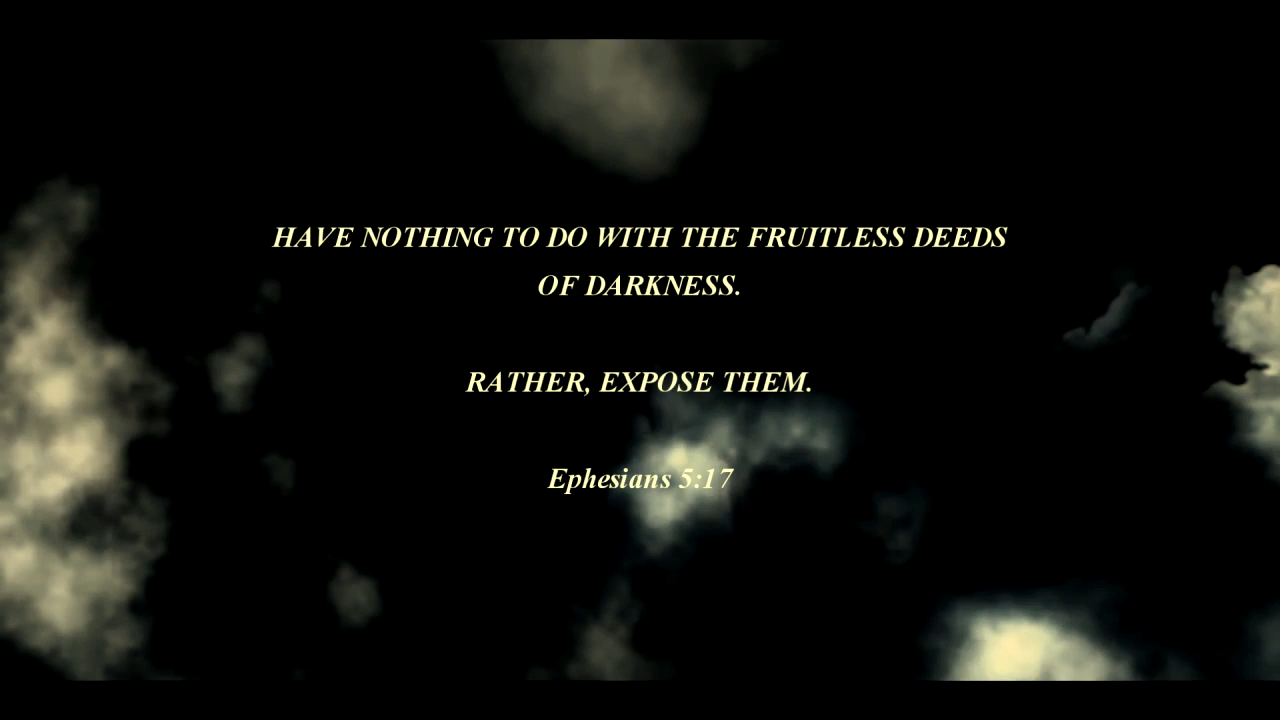 HAVE NOTHING TO DO WITH THE FRUITLESS DEEDS
OF DARKNESS.
RATHER, EXPOSE THEM.
Ephesians 5:17